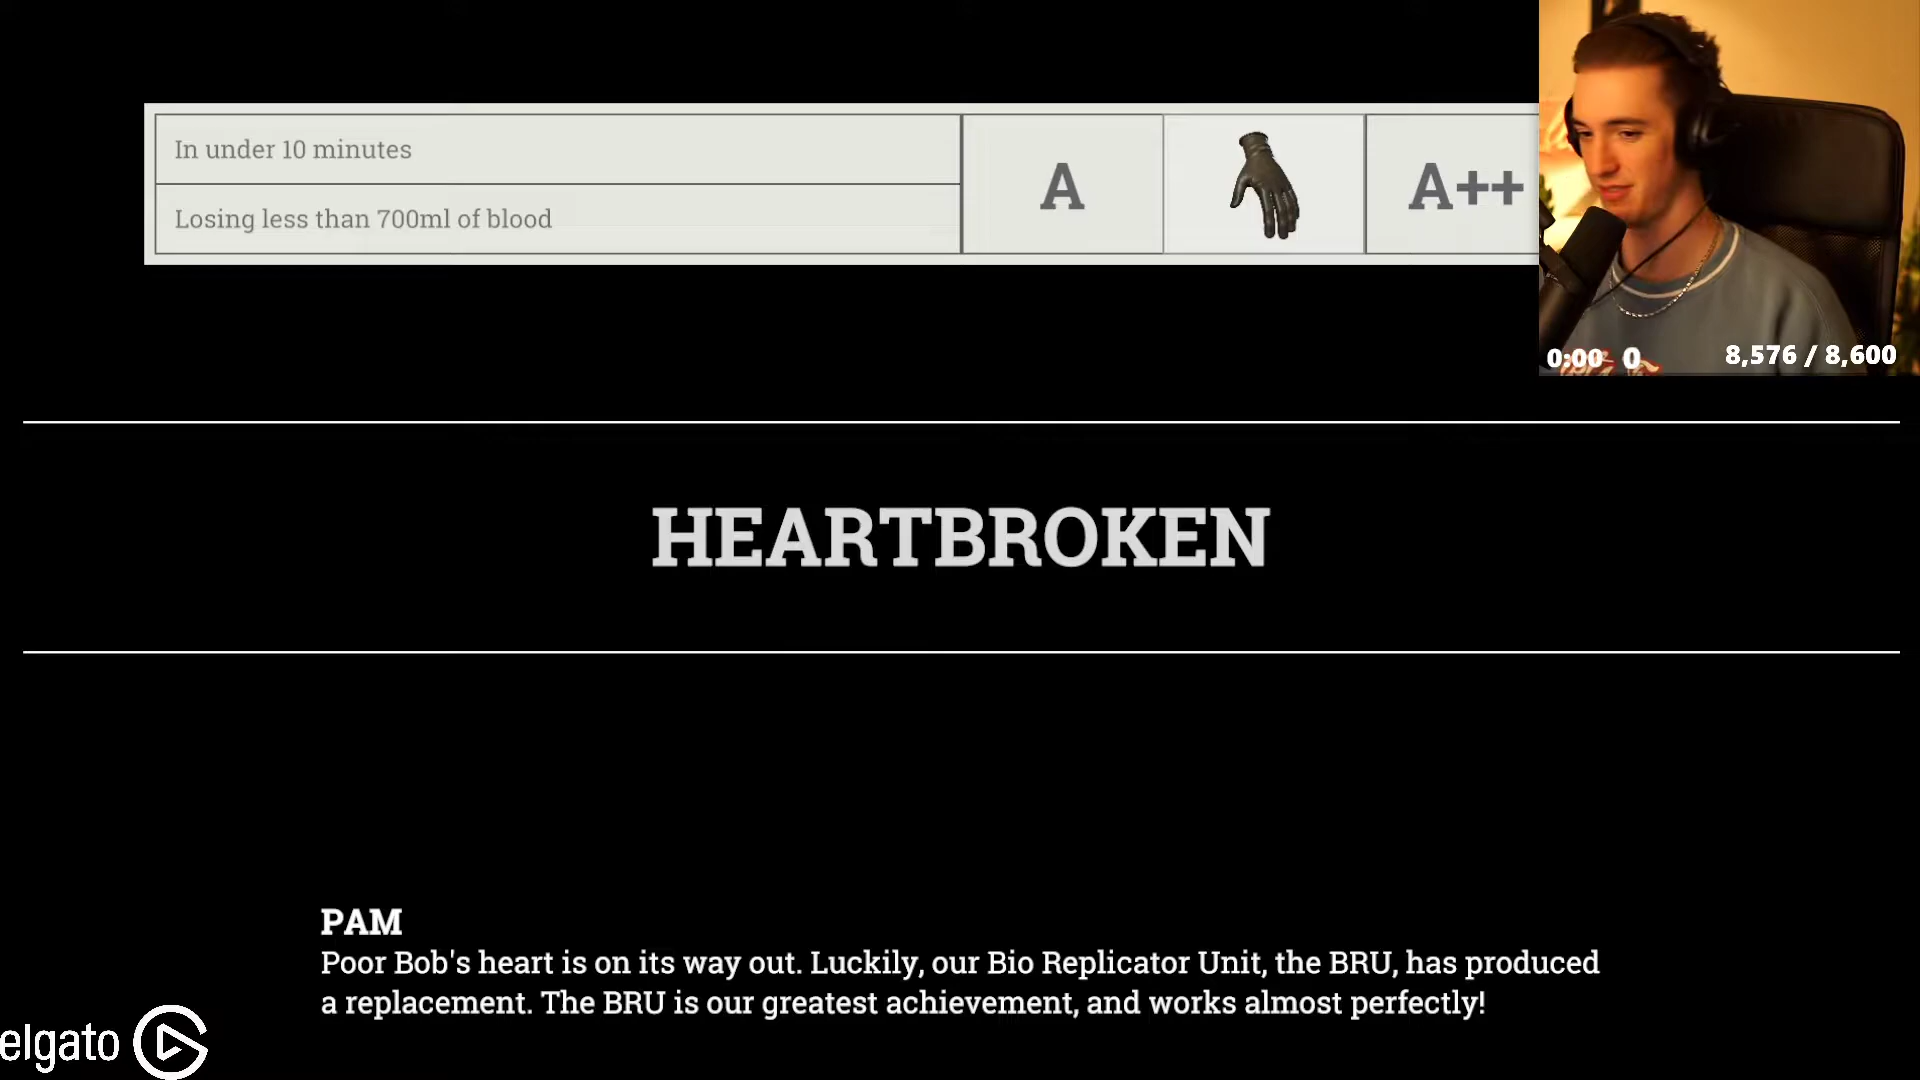 In under 10 minutes
Losing less than 700ml of blood
A
A++
0:00 0
8,576 / 8,600
HEARTBROKEN
PAM
Poor Bob's heart is on its way out. Luckily, our Bio Replicator Unit, the BRU, has produced
a replacement. The BRU is our greatest achievement, and works almost perfectly!
elgato